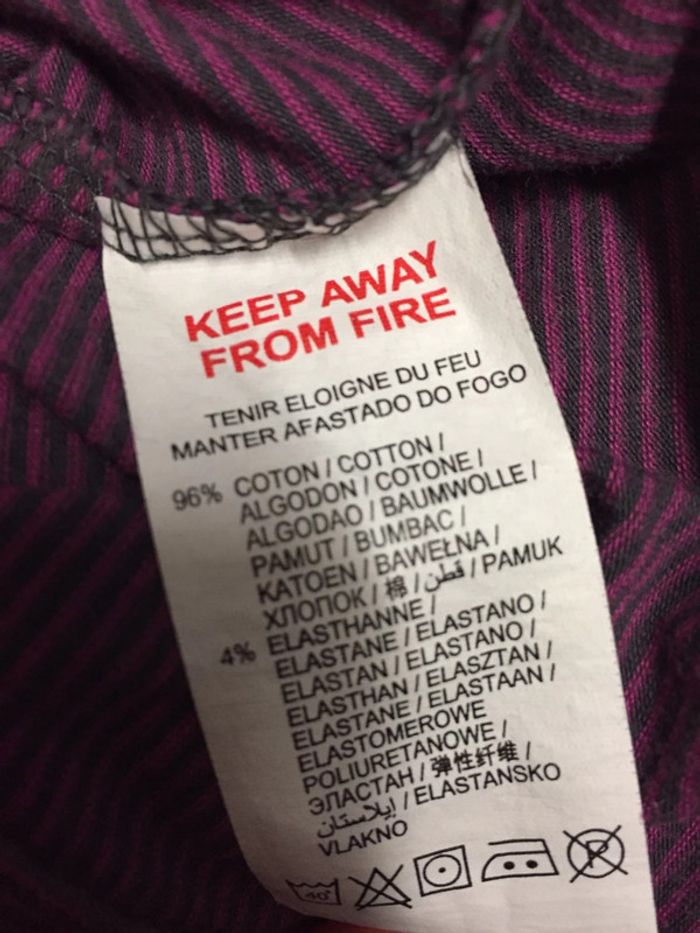 KEEP AWAY
FROM FIRE
TENIR ELOIGNE DU FEU
MANTER AFASTADO DO FOGO
96% COTON / COTTON /
ALGODON / COTONE /
ALGODAO / BAUMWOLLE /
PAMUT / BUMBAC /
KATOEN / BAWEŁNA /
ХЛОПОК / 棉 / قطن / PAMUK
4% ELASTHANNE /
ELASTANE / ELASTANO /
ELASTAN / ELASTANO /
ELASTHAN / ELASZTAN /
ELASTANE / ELASTAAN /
ELASTOMEROWE
POLIURETANOWE /
ЭЛАСТАН / 弹性纤维 /
إيلاستان / ELASTANSKO
VLAKNO
40° P